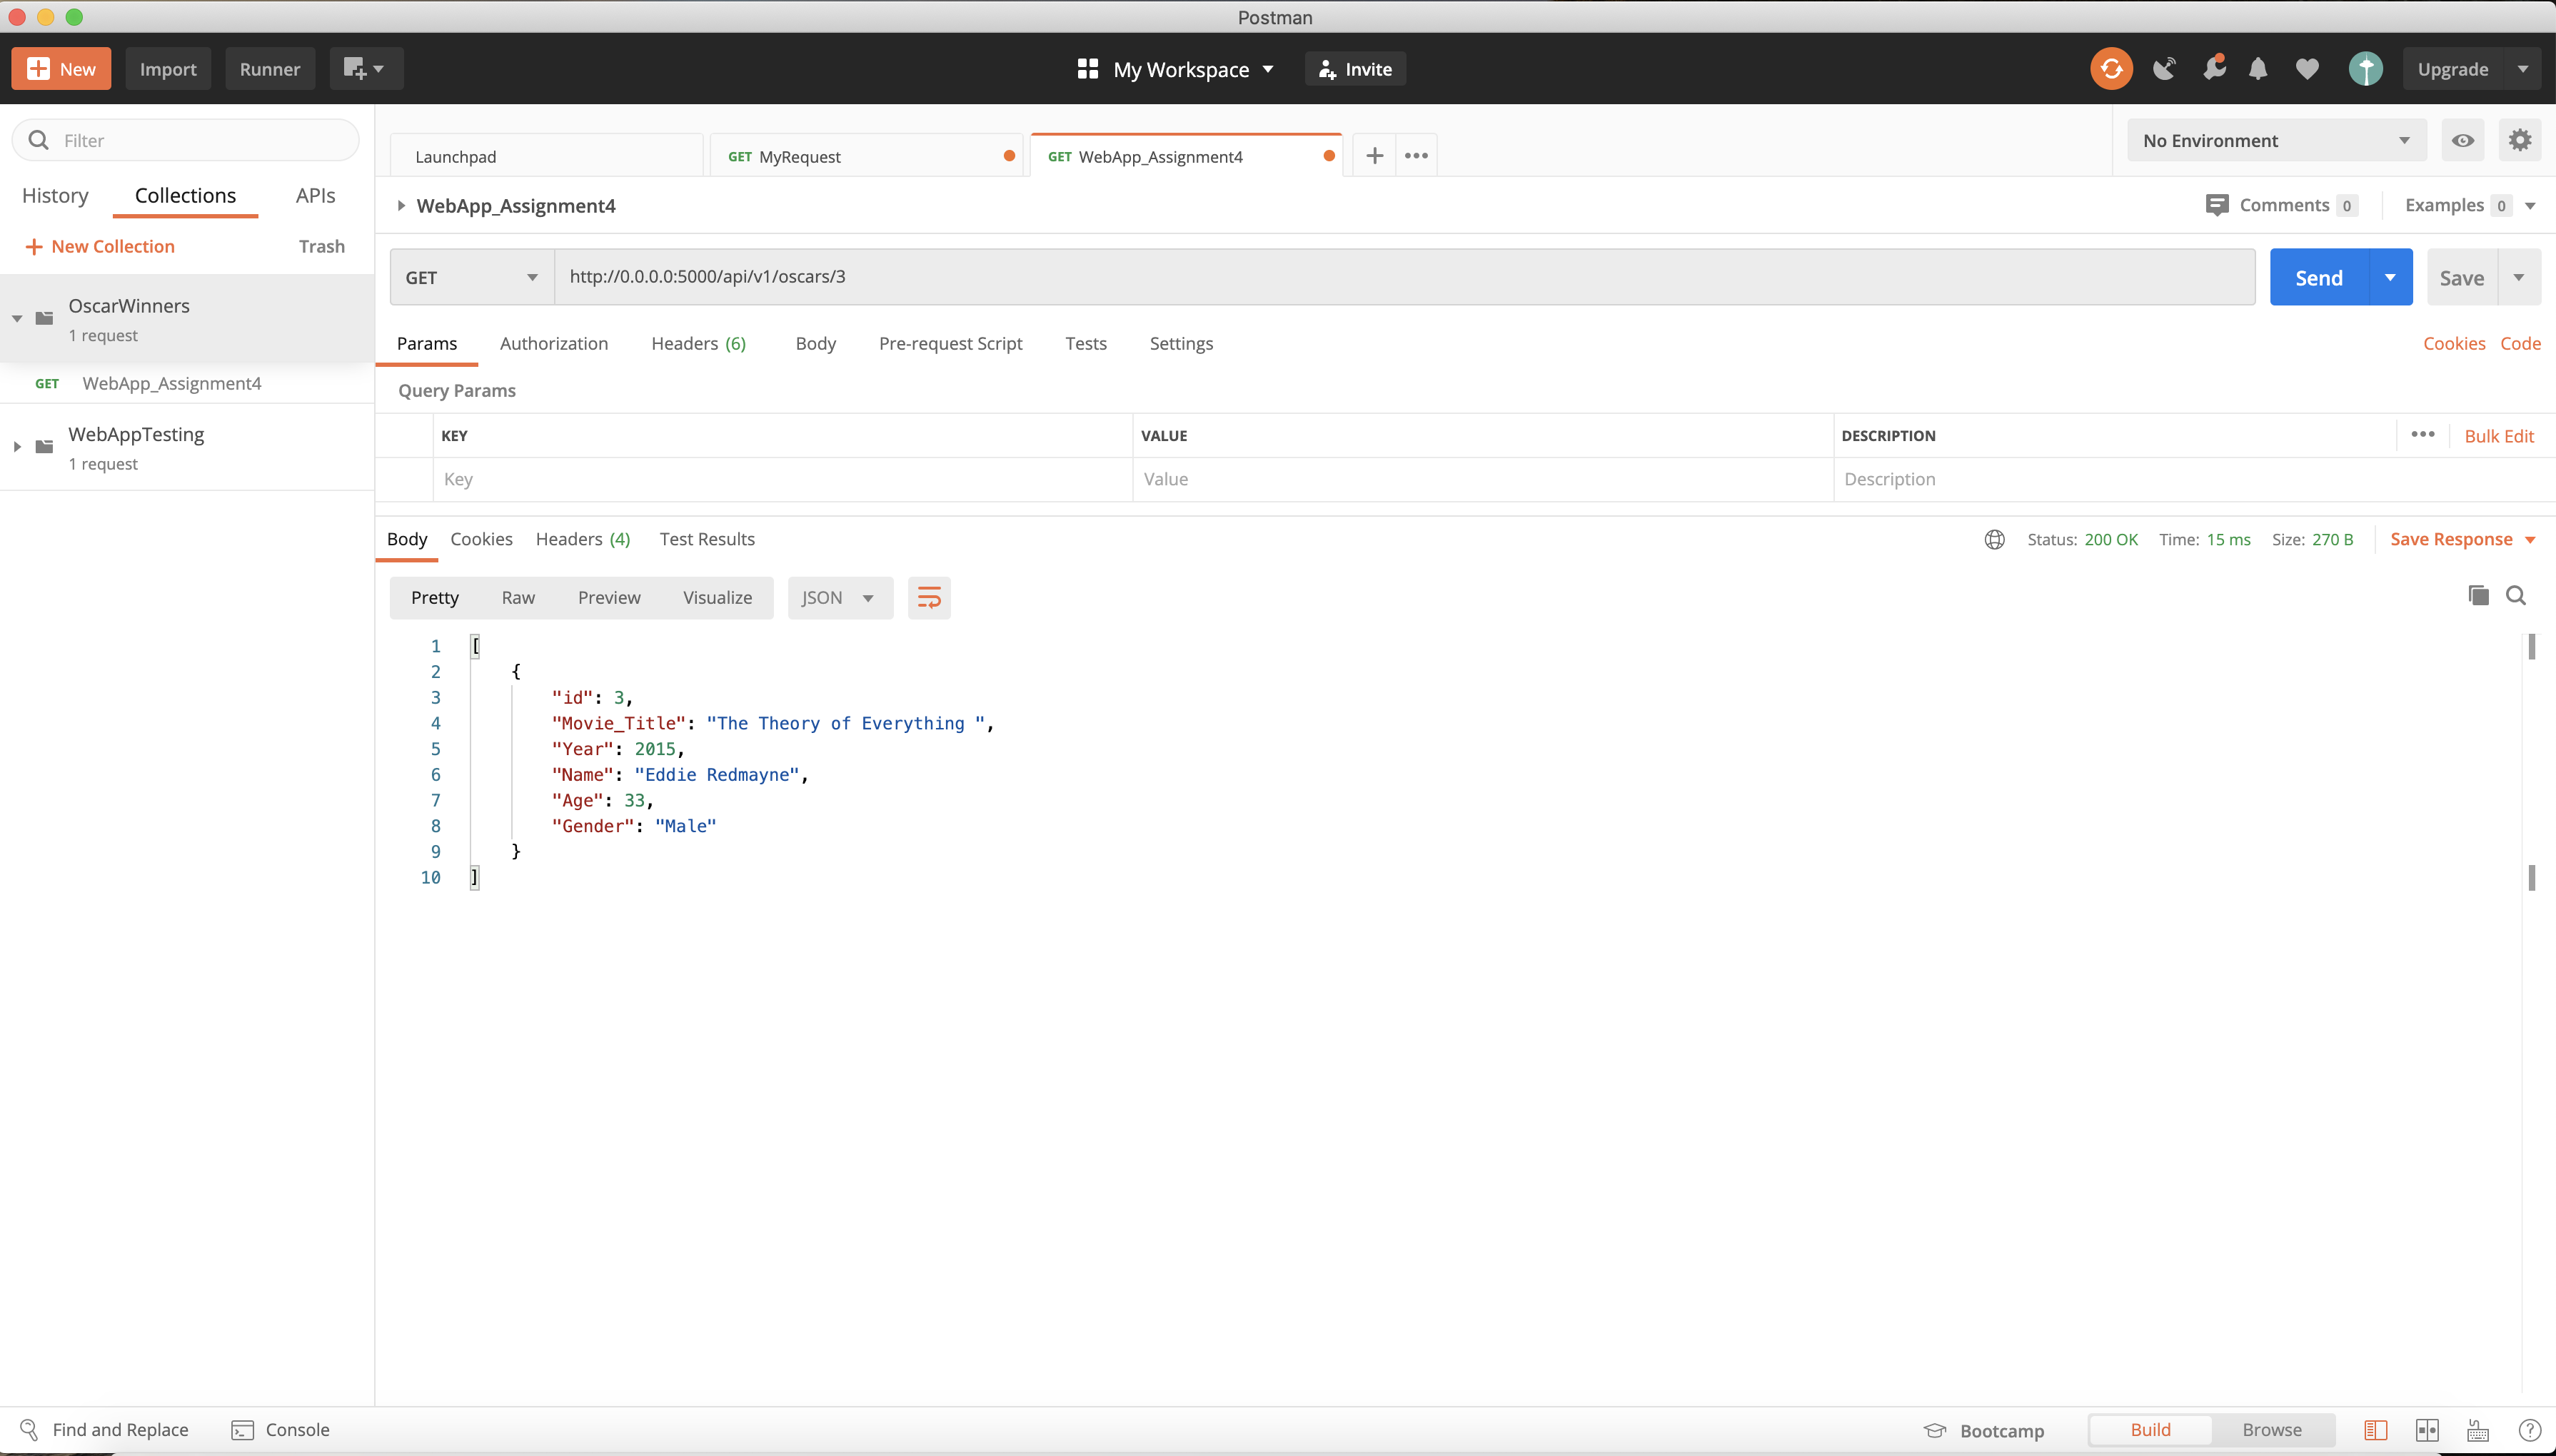 Postman
New Import Runner My Workspace Invite Upgrade
Filter
History Collections APIs
New Collection Trash
OscarWinners
1 request
GET WebApp_Assignment4
WebAppTesting
1 request
Launchpad GET MyRequest GET WebApp_Assignment4 No Environment
WebApp_Assignment4 Comments 0 Examples 0
GET http://0.0.0.0:5000/api/v1/oscars/3 Send Save
Params Authorization Headers (6) Body Pre-request Script Tests Settings Cookies Code
Query Params
KEY VALUE DESCRIPTION Bulk Edit
Key Value Description
Body Cookies Headers (4) Test Results Status: 200 OK Time: 15 ms Size: 270 B Save Response
Pretty Raw Preview Visualize JSON
1 [
2 {
3 "id": 3,
4 "Movie_Title": "The Theory of Everything ",
5 "Year": 2015,
6 "Name": "Eddie Redmayne",
7 "Age": 33,
8 "Gender": "Male"
9 }
10 ]
Find and Replace Console Bootcamp Build Browse